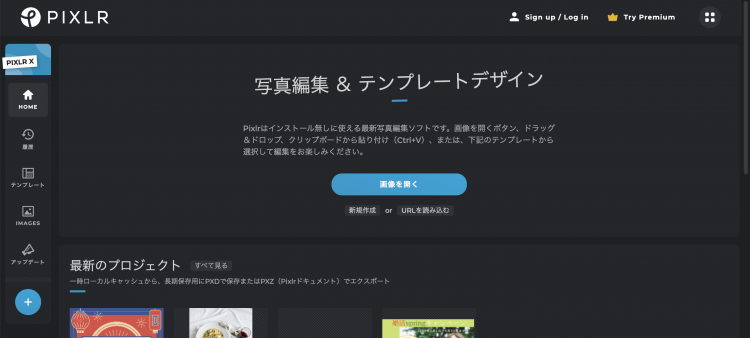 PIXLR
Sign up / Log in
Try Premium
PIXLR X
HOME
履歴
テンプレート
IMAGES
アップデート
写真編集 & テンプレートデザイン
Pixlrはインストール無しに使える最新写真編集ソフトです。画像を開くボタン、ドラッグ
＆ドロップ、クリップボードから貼り付け（Ctrl+V）、または、下記のテンプレートから
選択して編集をお楽しみください。
画像を開く
新規作成 or URLを読み込む
最新のプロジェクト すべて見る
一時ローカルキャッシュから、長期保存用にPXDで保存またはPXZ（Pixlrドキュメント）でエクスポート